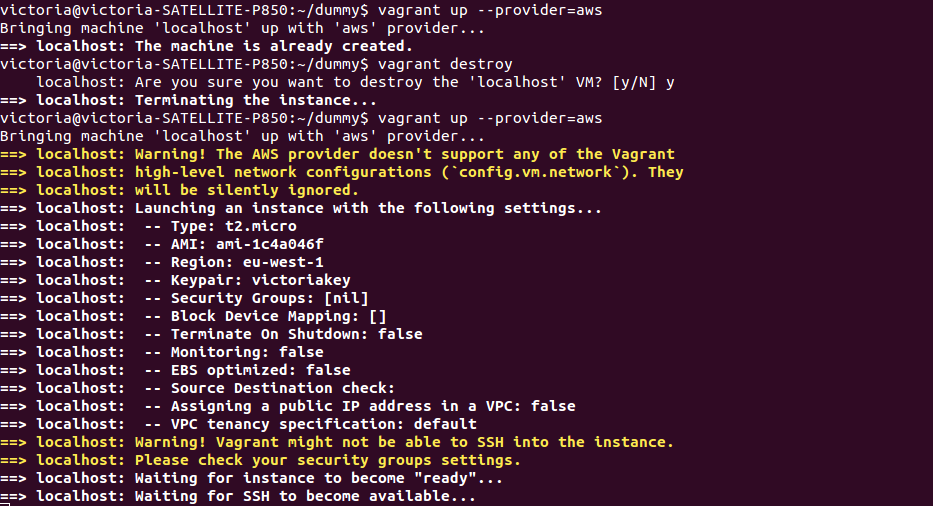 victoria@victoria-SATELLITE-P850:~/dummy$ vagrant up --provider=aws
Bringing machine 'localhost' up with 'aws' provider...
==> localhost: The machine is already created.
victoria@victoria-SATELLITE-P850:~/dummy$ vagrant destroy
    localhost: Are you sure you want to destroy the 'localhost' VM? [y/N] y
==> localhost: Terminating the instance...
victoria@victoria-SATELLITE-P850:~/dummy$ vagrant up --provider=aws
Bringing machine 'localhost' up with 'aws' provider...
==> localhost: Warning! The AWS provider doesn't support any of the Vagrant
==> localhost: high-level network configurations (`config.vm.network`). They
==> localhost: will be silently ignored.
==> localhost: Launching an instance with the following settings...
==> localhost:  -- Type: t2.micro
==> localhost:  -- AMI: ami-1c4a046f
==> localhost:  -- Region: eu-west-1
==> localhost:  -- Keypair: victoriakey
==> localhost:  -- Security Groups: [nil]
==> localhost:  -- Block Device Mapping: []
==> localhost:  -- Terminate On Shutdown: false
==> localhost:  -- Monitoring: false
==> localhost:  -- EBS optimized: false
==> localhost:  -- Source Destination check:
==> localhost:  -- Assigning a public IP address in a VPC: false
==> localhost:  -- VPC tenancy specification: default
==> localhost: Warning! Vagrant might not be able to SSH into the instance.
==> localhost: Please check your security groups settings.
==> localhost: Waiting for instance to become "ready"...
==> localhost: Waiting for SSH to become available...